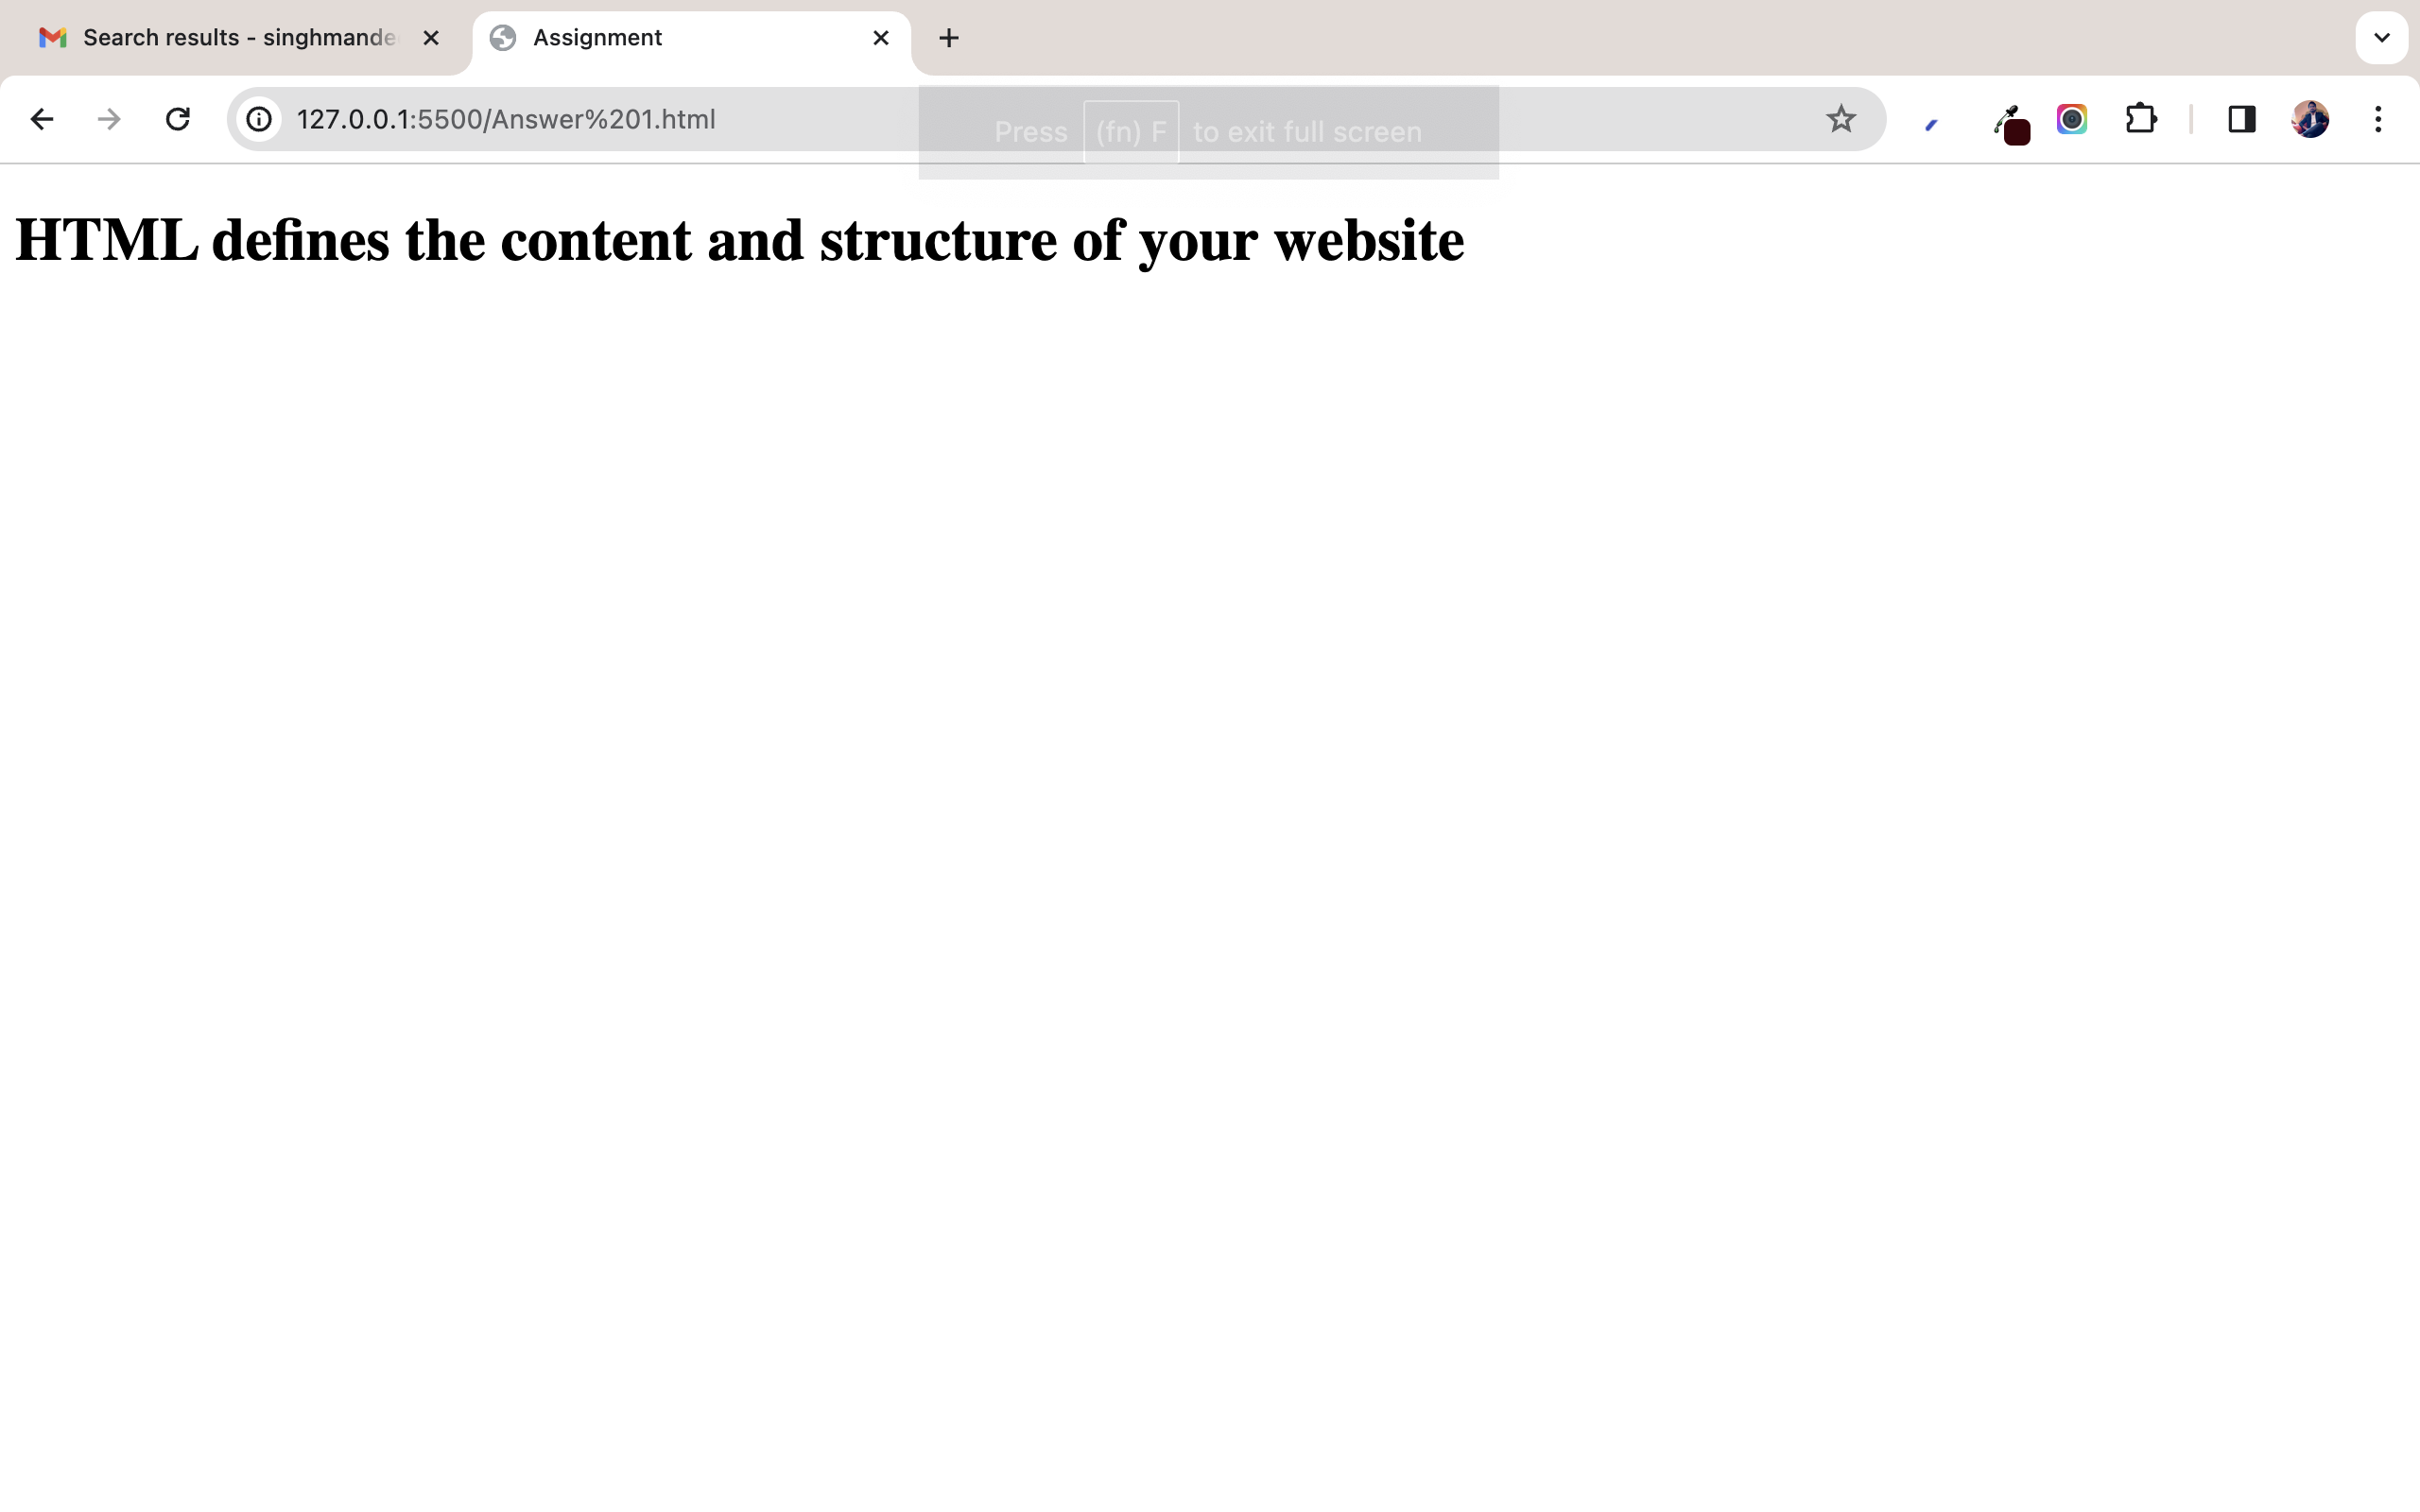 Search results - singhmande
Assignment
127.0.0.1:5500/Answer%201.html
Press (fn) F to exit full screen
HTML defines the content and structure of your website